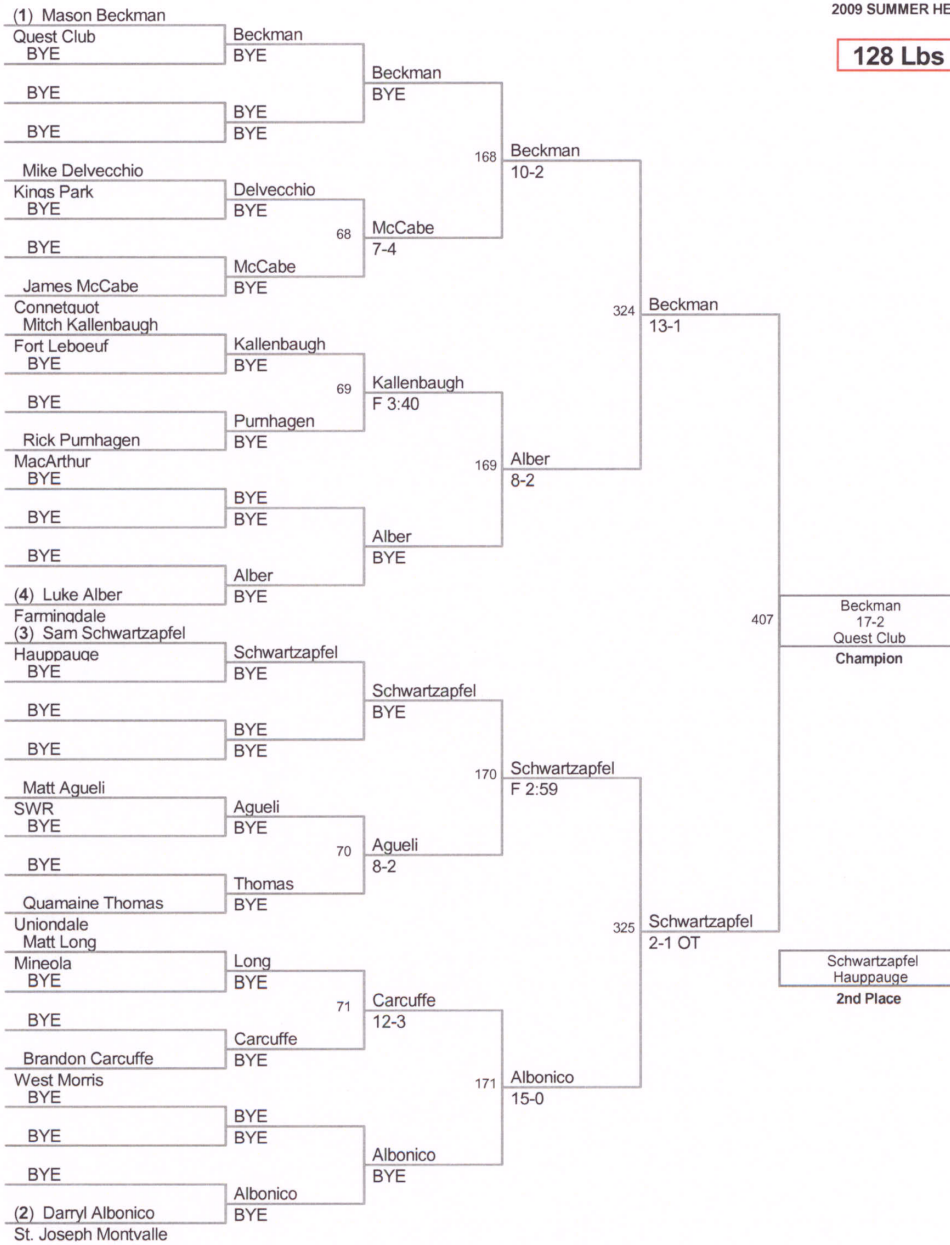 2009 SUMMER HE
128 Lbs
(1) Mason Beckman
Quest Club
BYE
BYE
BYE
Mike Delvecchio
Kings Park
BYE
BYE
James McCabe
Connetquot
Mitch Kallenbaugh
Fort Leboeuf
BYE
BYE
Rick Purnhagen
MacArthur
BYE
BYE
BYE
(4) Luke Alber
Farmingdale
(3) Sam Schwartzapfel
Hauppauge
BYE
BYE
BYE
Matt Agueli
SWR
BYE
BYE
Quamaine Thomas
Uniondale
Matt Long
Mineola
BYE
BYE
Brandon Carcuffe
West Morris
BYE
BYE
BYE
(2) Darryl Albonico
St. Joseph Montvalle
Beckman
BYE
BYE
BYE
Delvecchio
BYE
McCabe
BYE
Kallenbaugh
BYE
Purnhagen
BYE
BYE
BYE
Alber
BYE
Schwartzapfel
BYE
BYE
BYE
Agueli
BYE
Thomas
BYE
Long
BYE
Carcuffe
BYE
BYE
BYE
Albonico
BYE
Beckman
BYE
68
McCabe
7-4
69
Kallenbaugh
F 3:40
Alber
BYE
Schwartzapfel
BYE
70
Agueli
8-2
71
Carcuffe
12-3
Albonico
BYE
168
Beckman
10-2
169
Alber
8-2
170
Schwartzapfel
F 2:59
171
Albonico
15-0
324
Beckman
13-1
325
Schwartzapfel
2-1 OT
407
Beckman
17-2
Quest Club
Champion
Schwartzapfel
Hauppauge
2nd Place